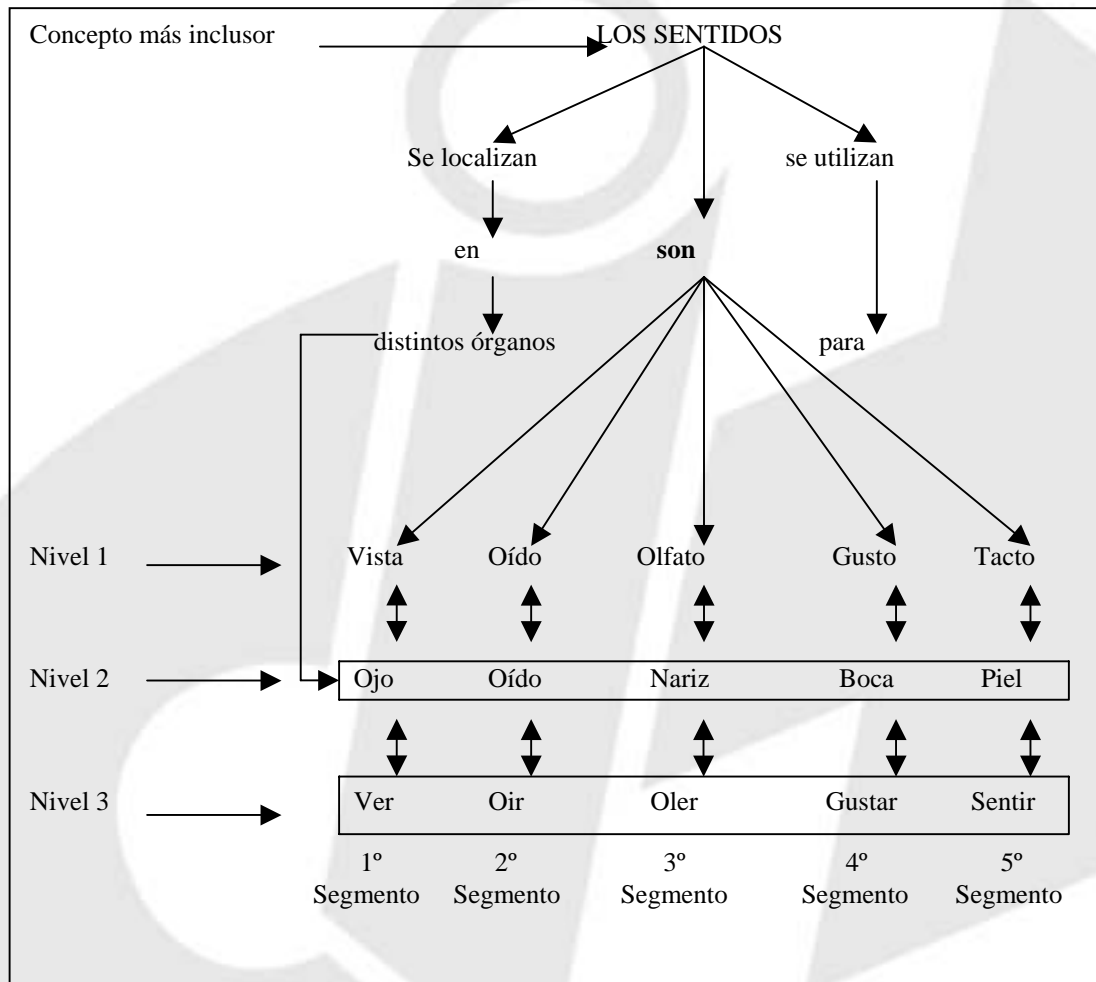 Concepto más inclusor LOS SENTIDOS
Se localizan se utilizan
en son
distintos órganos para
Nivel 1 Vista Oído Olfato Gusto Tacto
Nivel 2 Ojo Oído Nariz Boca Piel
Nivel 3 Ver Oir Oler Gustar Sentir
1º 2º 3º 4º 5º
Segmento Segmento Segmento Segmento Segmento